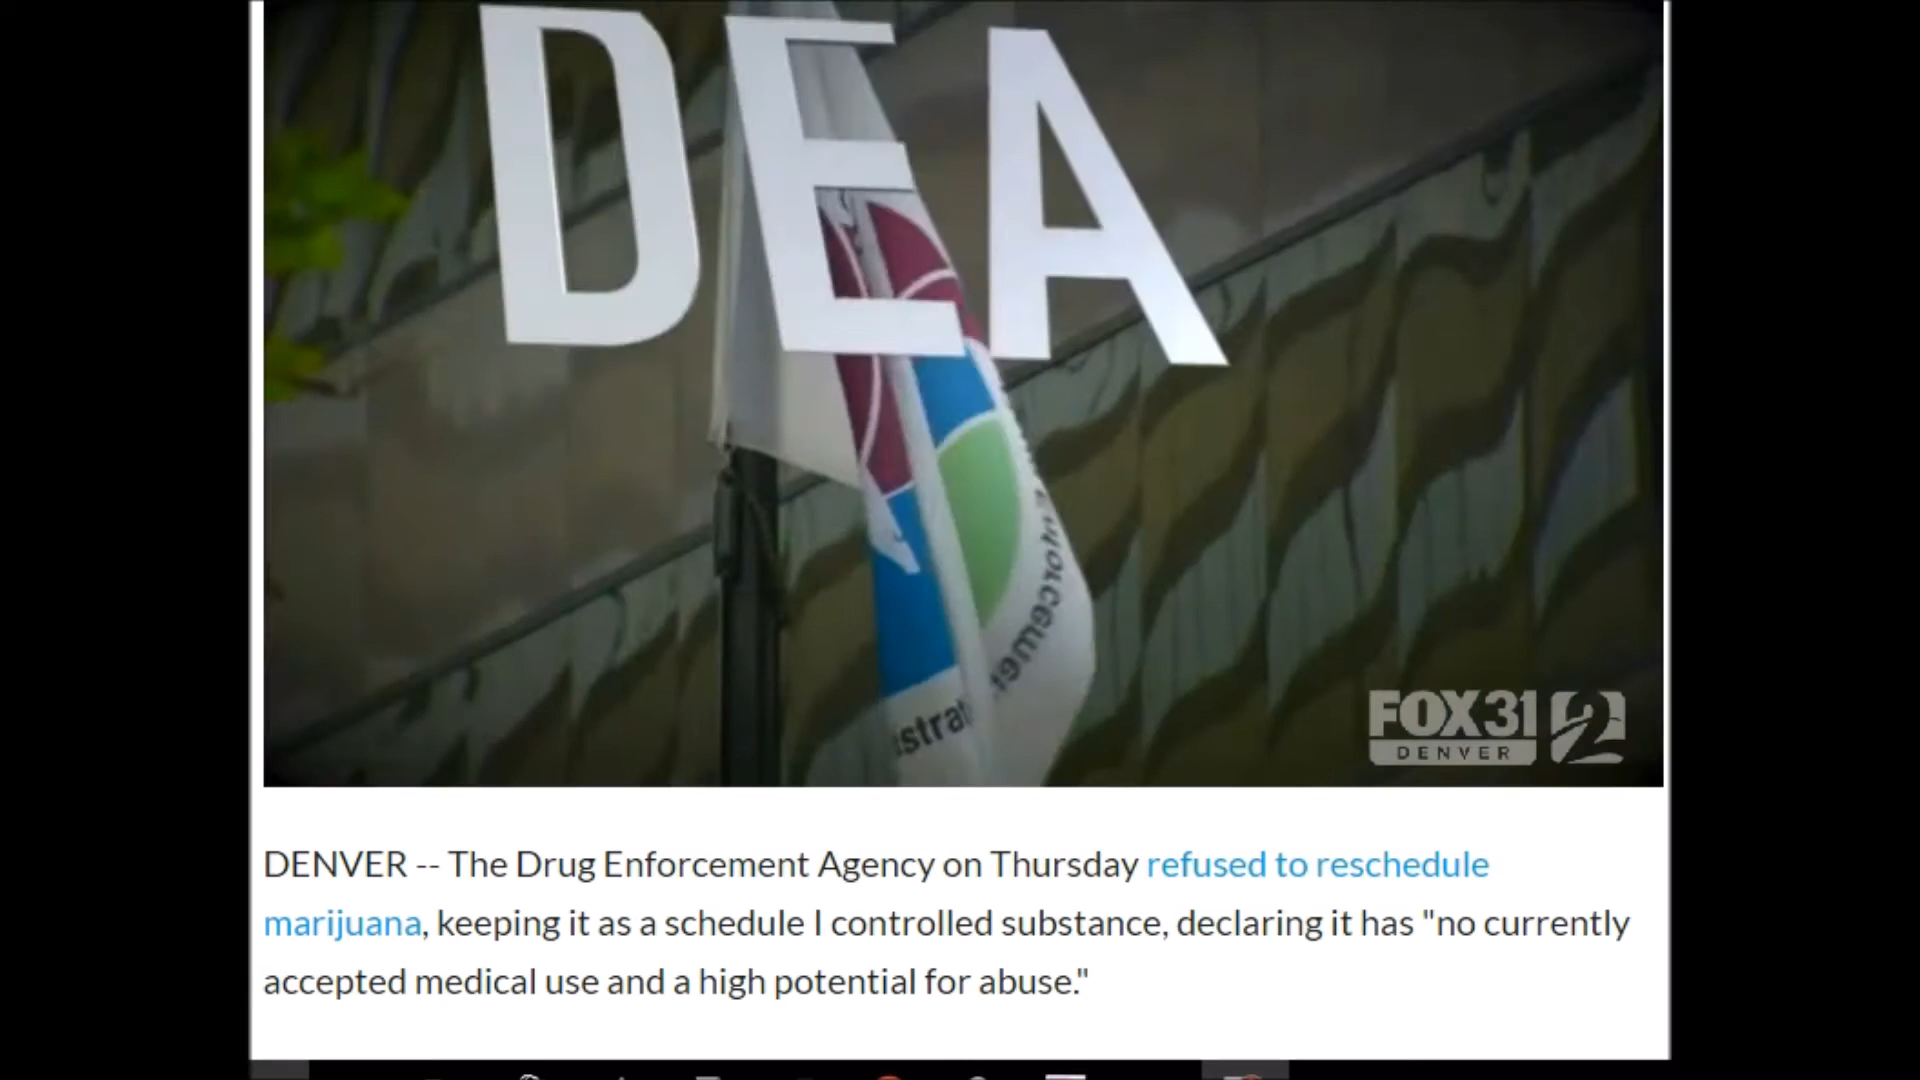 DEA
FOX31
DENVER
2
DENVER -- The Drug Enforcement Agency on Thursday refused to reschedule
marijuana, keeping it as a schedule I controlled substance, declaring it has "no currently
accepted medical use and a high potential for abuse."